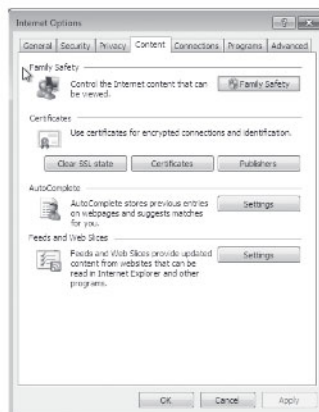 Internet Options
General Security Privacy Content Connections Programs Advanced
Family Safety
Control the Internet content that can
be viewed.
Family Safety
Certificates
Use certificates for encrypted connections and identification.
Clear SSL state Certificates Publishers
AutoComplete
AutoComplete stores previous entries
on webpages and suggests matches
for you.
Settings
Feeds and Web Slices
Feeds and Web Slices provide updated
content from websites that can be
read in Internet Explorer and other
programs.
Settings
OK Cancel Apply